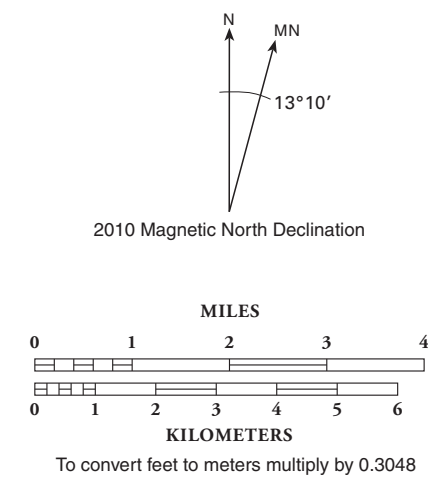 N
MN
13°10′
2010 Magnetic North Declination
MILES
0 1 2 3 4
0 1 2 3 4 5 6
KILOMETERS
To convert feet to meters multiply by 0.3048